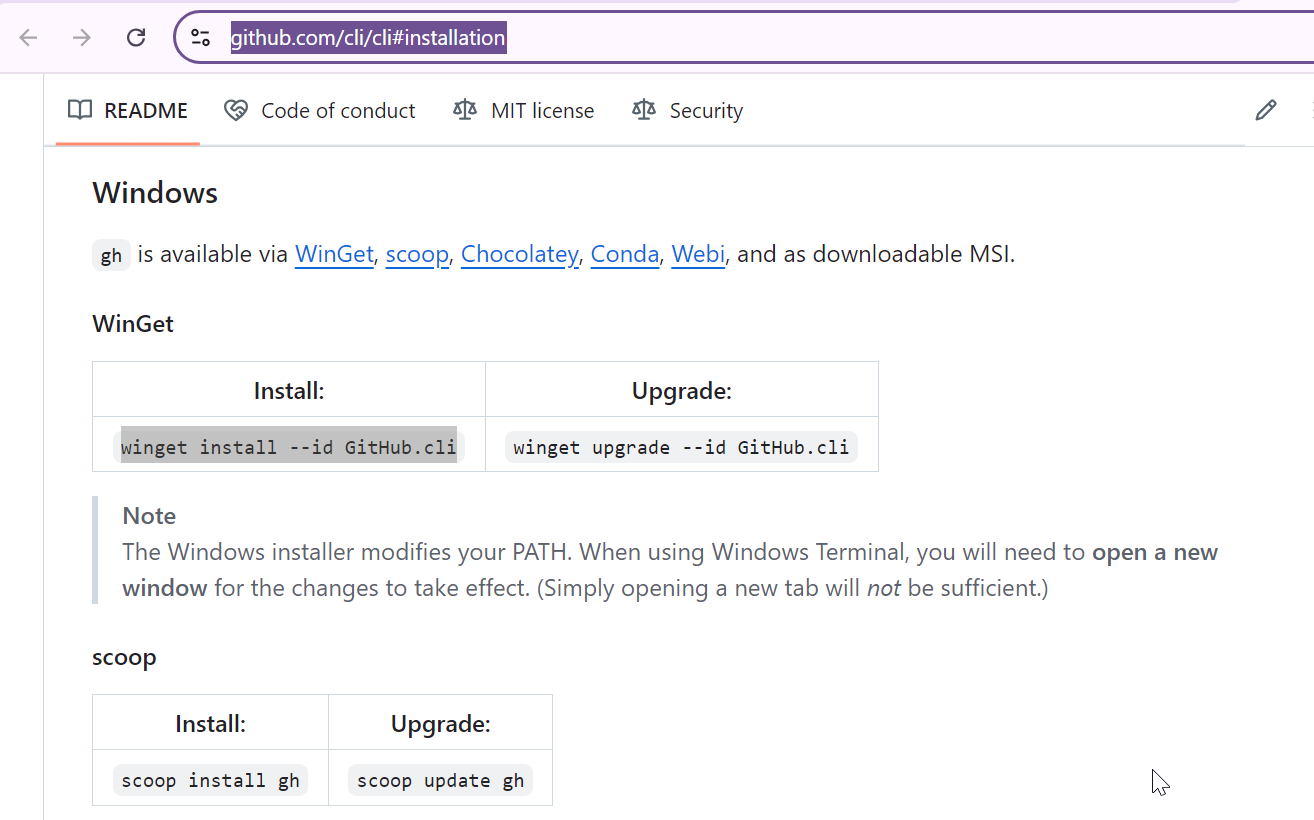 github.com/cli/cli#installation
README Code of conduct MIT license Security
Windows
gh is available via WinGet, scoop, Chocolatey, Conda, Webi, and as downloadable MSI.
WinGet
Install: Upgrade:
winget install --id GitHub.cli winget upgrade --id GitHub.cli
Note
The Windows installer modifies your PATH. When using Windows Terminal, you will need to open a new
window for the changes to take effect. (Simply opening a new tab will not be sufficient.)
scoop
Install: Upgrade:
scoop install gh scoop update gh